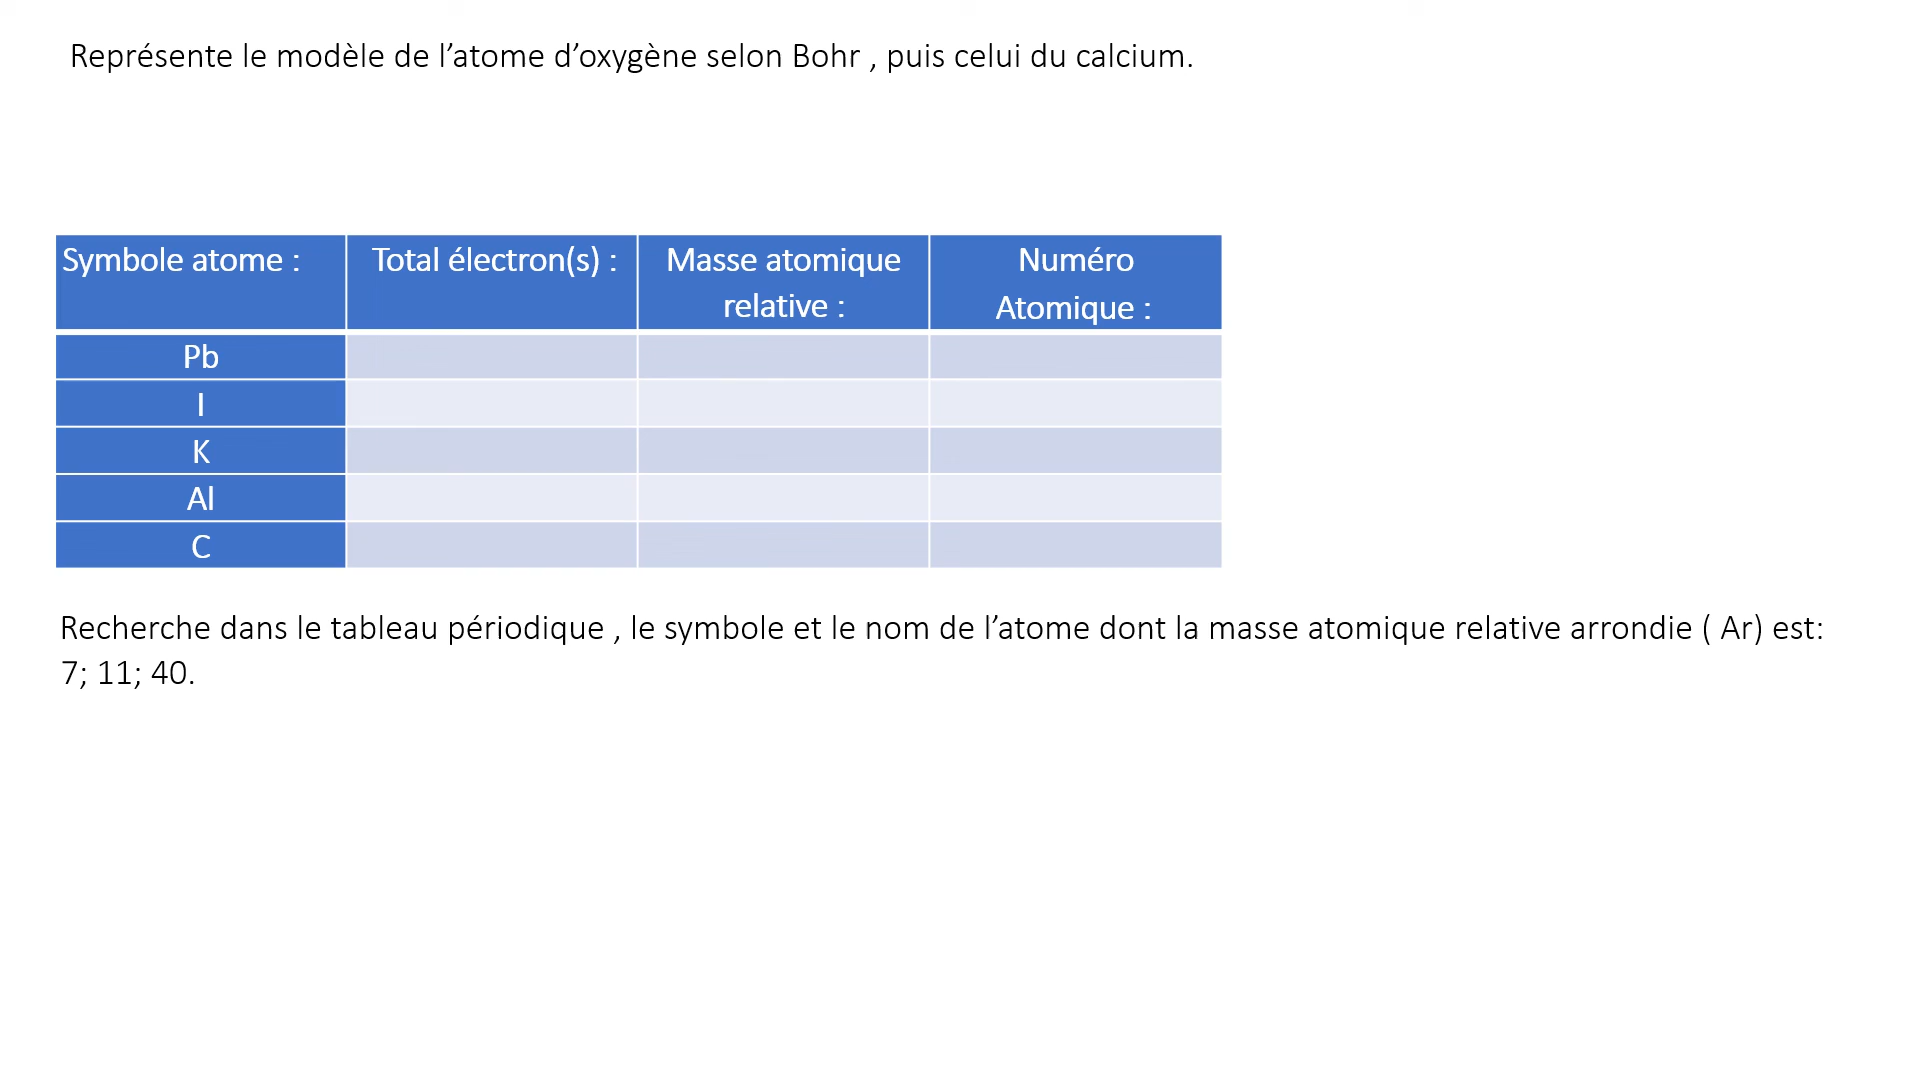 Représente le modèle de l’atome d’oxygène selon Bohr , puis celui du calcium.
Symbole atome : Total électron(s) : Masse atomique relative : Numéro Atomique :
Pb
I
K
Al
C
Recherche dans le tableau périodique , le symbole et le nom de l’atome dont la masse atomique relative arrondie ( Ar) est:
7; 11; 40.